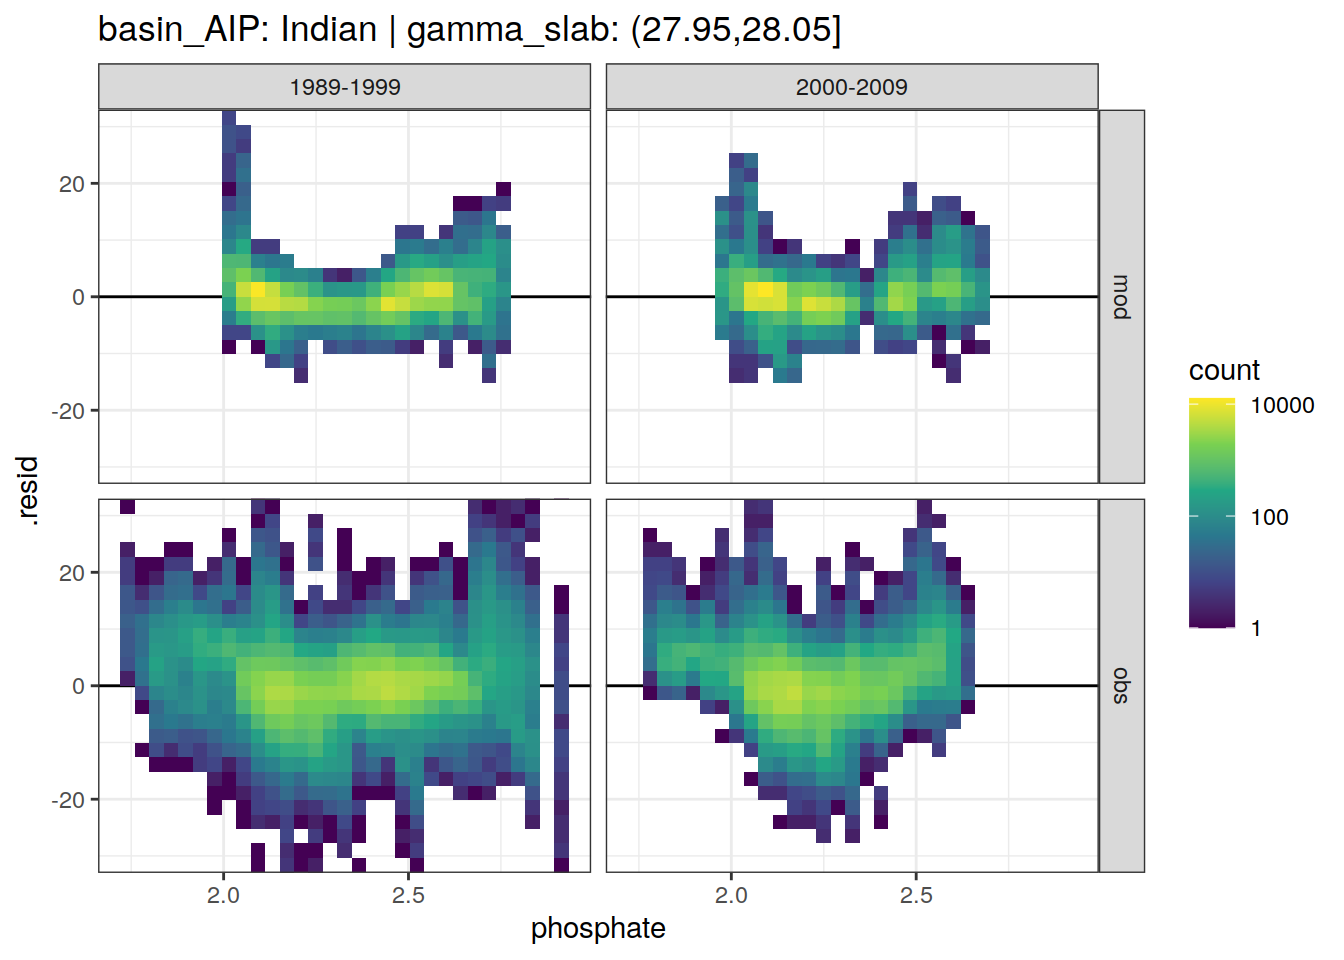 basin_AIP: Indian | gamma_slab: (27.95,28.05]
1989-1999
2000-2009
20
0
-20
mod
20
0
-20
obs
.resid
2.0
2.5
2.0
2.5
phosphate
count
10000
100
1